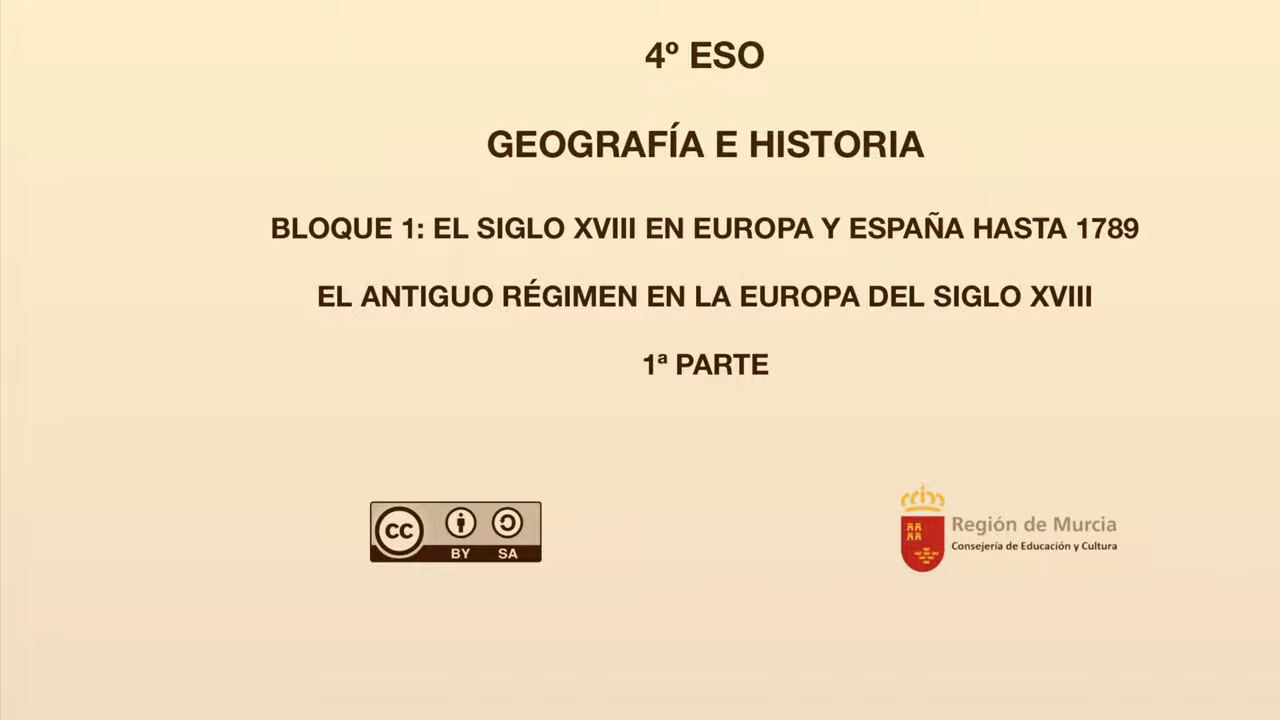 4º ESO
GEOGRAFÍA E HISTORIA
BLOQUE 1: EL SIGLO XVIII EN EUROPA Y ESPAÑA HASTA 1789
EL ANTIGUO RÉGIMEN EN LA EUROPA DEL SIGLO XVIII
1ª PARTE
CC
BY SA
Región de Murcia
Consejería de Educación y Cultura